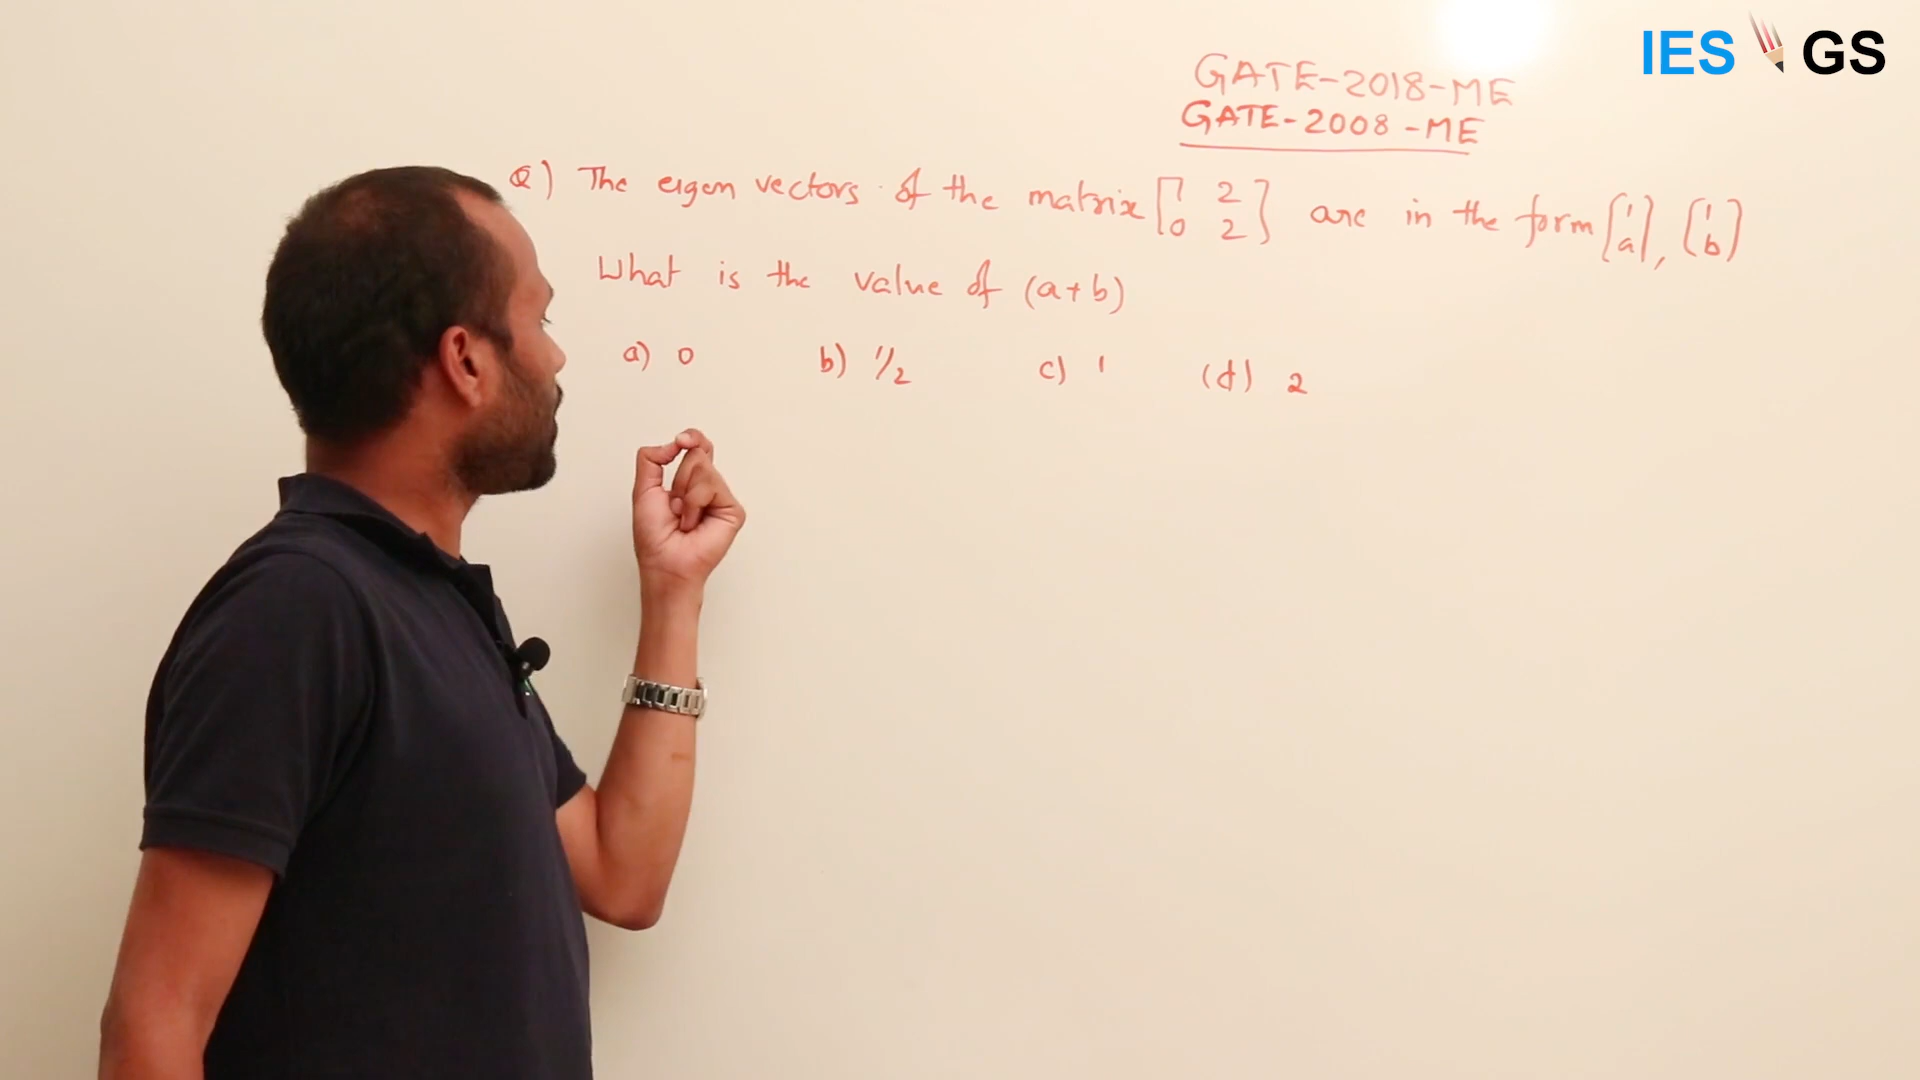 IES GS
GATE-2018-ME
GATE-2008-ME
Q) The eigen vectors of the matrix [1 2 0 2] are in the form (1 a), (1 b)
What is the value of (a+b)
a) 0 b) 1/2 c) 1 (d) 2